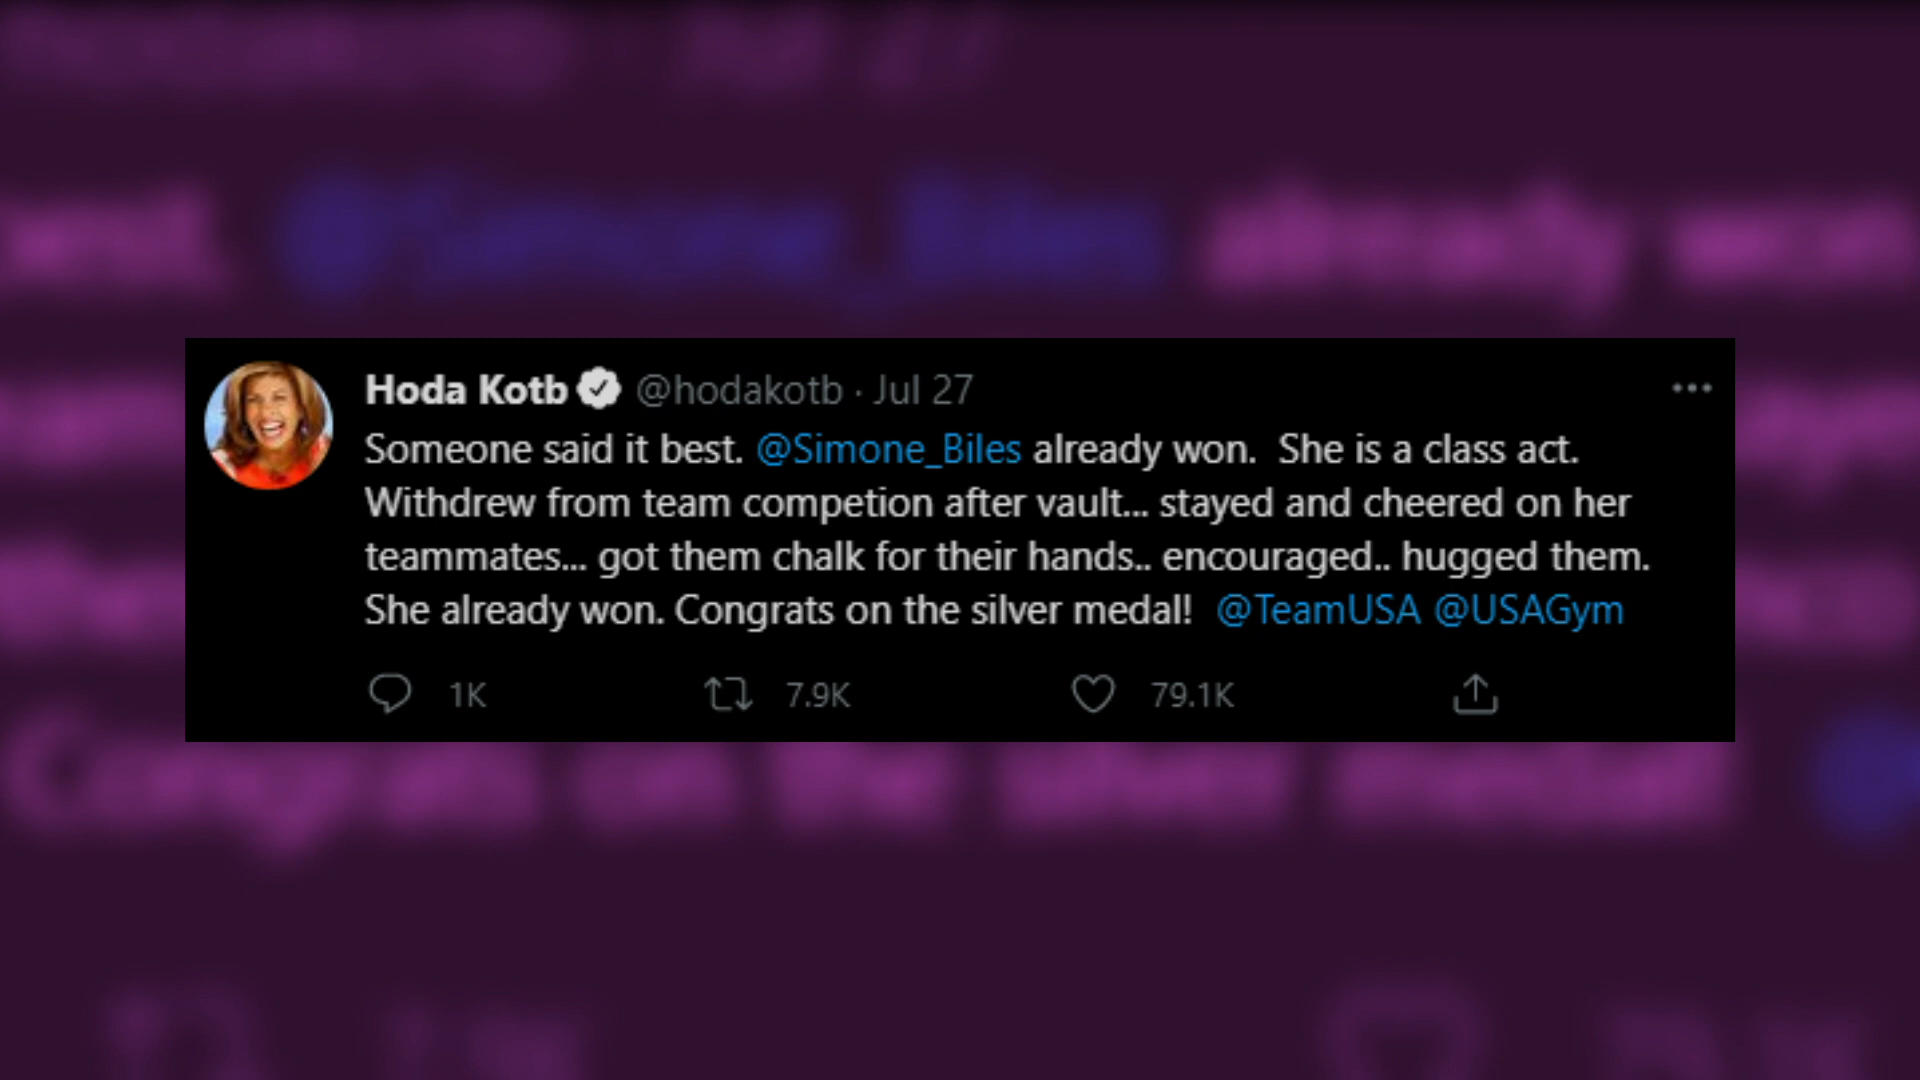 Hoda Kotb @hodakotb · Jul 27
Someone said it best. @Simone_Biles already won.  She is a class act.
Withdrew from team competion after vault... stayed and cheered on her
teammates... got them chalk for their hands.. encouraged.. hugged them.
She already won. Congrats on the silver medal!  @TeamUSA @USAGym
1K 7.9K 79.1K